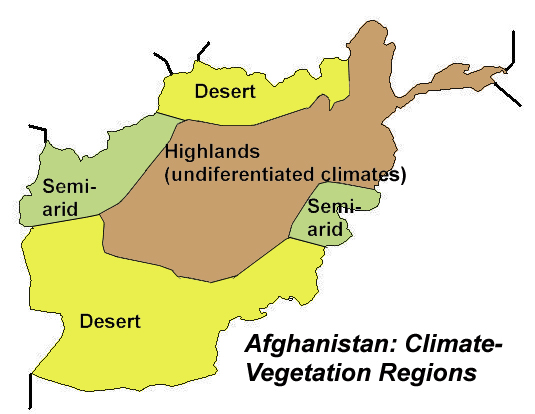 Desert
Highlands
(undiferentiated climates)
Semi-
arid
Semi-
arid
Desert
Afghanistan: Climate-
Vegetation Regions